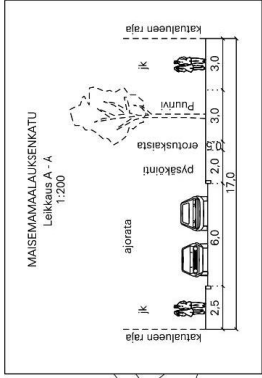 MAISEMAMAALAUKSENKATU
Leikkaus A - A
1:200
katualueen raja
jk
ajorata
pysäköinti
erotuskaista
Puurivi
jk
katualueen raja
2,5
6,0
2,0
0,5
3,0
3,0
17,0